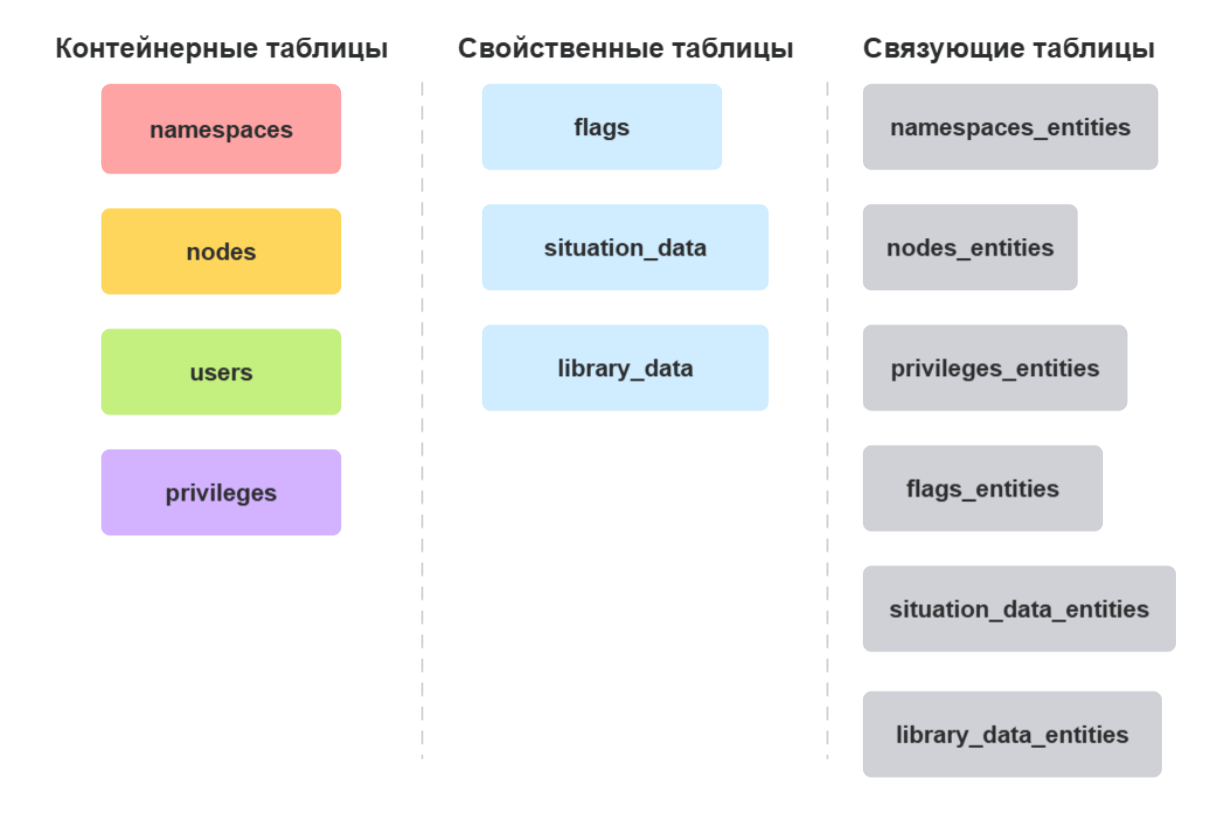 Контейнерные таблицы
Свойственные таблицы
Связующие таблицы
namespaces
flags
namespaces_entities
nodes
situation_data
nodes_entities
users
library_data
privileges_entities
privileges
flags_entities
situation_data_entities
library_data_entities